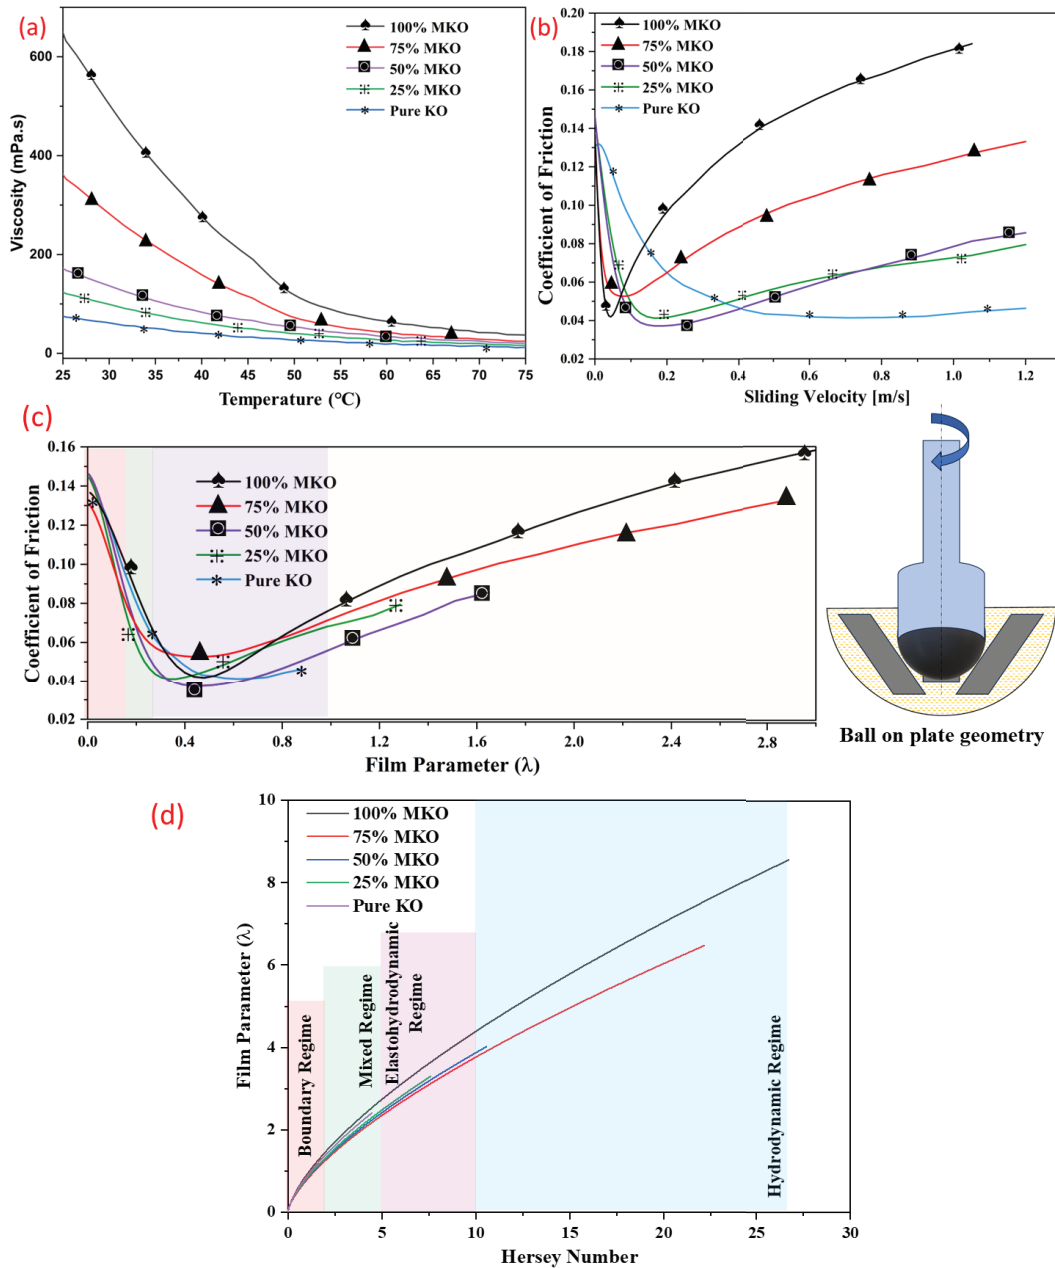 (a)
100% MKO
75% MKO
50% MKO
25% MKO
Pure KO
600
400
200
0
Viscosity (mPa.s)
25 30 35 40 45 50 55 60 65 70 75
Temperature (°C)
(b)
100% MKO
75% MKO
50% MKO
25% MKO
Pure KO
0.20
0.18
0.16
0.14
0.12
0.10
0.08
0.06
0.04
0.02
Coefficient of Friction
0.0 0.2 0.4 0.6 0.8 1.0 1.2
Sliding Velocity [m/s]
(c)
100% MKO
75% MKO
50% MKO
25% MKO
Pure KO
0.16
0.14
0.12
0.10
0.08
0.06
0.04
0.02
Coefficient of Friction
0.0 0.4 0.8 1.2 1.6 2.0 2.4 2.8
Film Parameter (λ)
Ball on plate geometry
(d)
100% MKO
75% MKO
50% MKO
25% MKO
Pure KO
10
8
6
4
2
0
Film Parameter (λ)
Boundary Regime
Mixed Regime
Elastohydrodynamic
Regime
Hydrodynamic Regime
0 5 10 15 20 25 30
Hersey Number